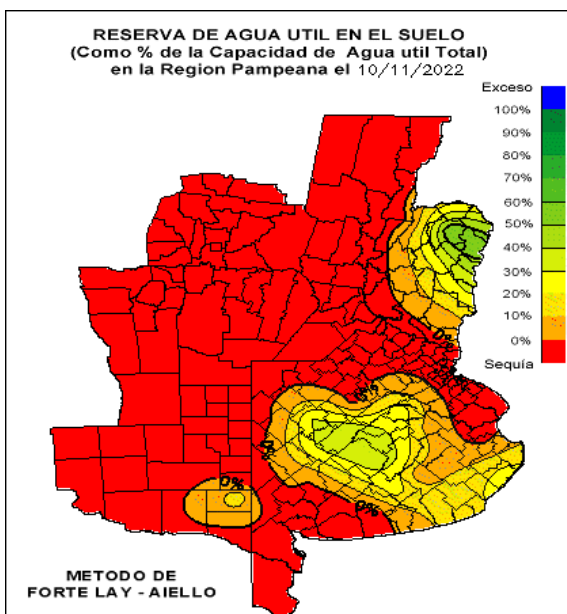 RESERVA DE AGUA UTIL EN EL SUELO
(Como % de la Capacidad de Agua util Total)
en la Region Pampeana el 10/11/2022
Exceso
100%
90%
80%
70%
60%
50%
40%
30%
20%
10%
0%
Sequía
0%
0%
0%
0%
0%
METODO DE
FORTE LAY - AIELLO